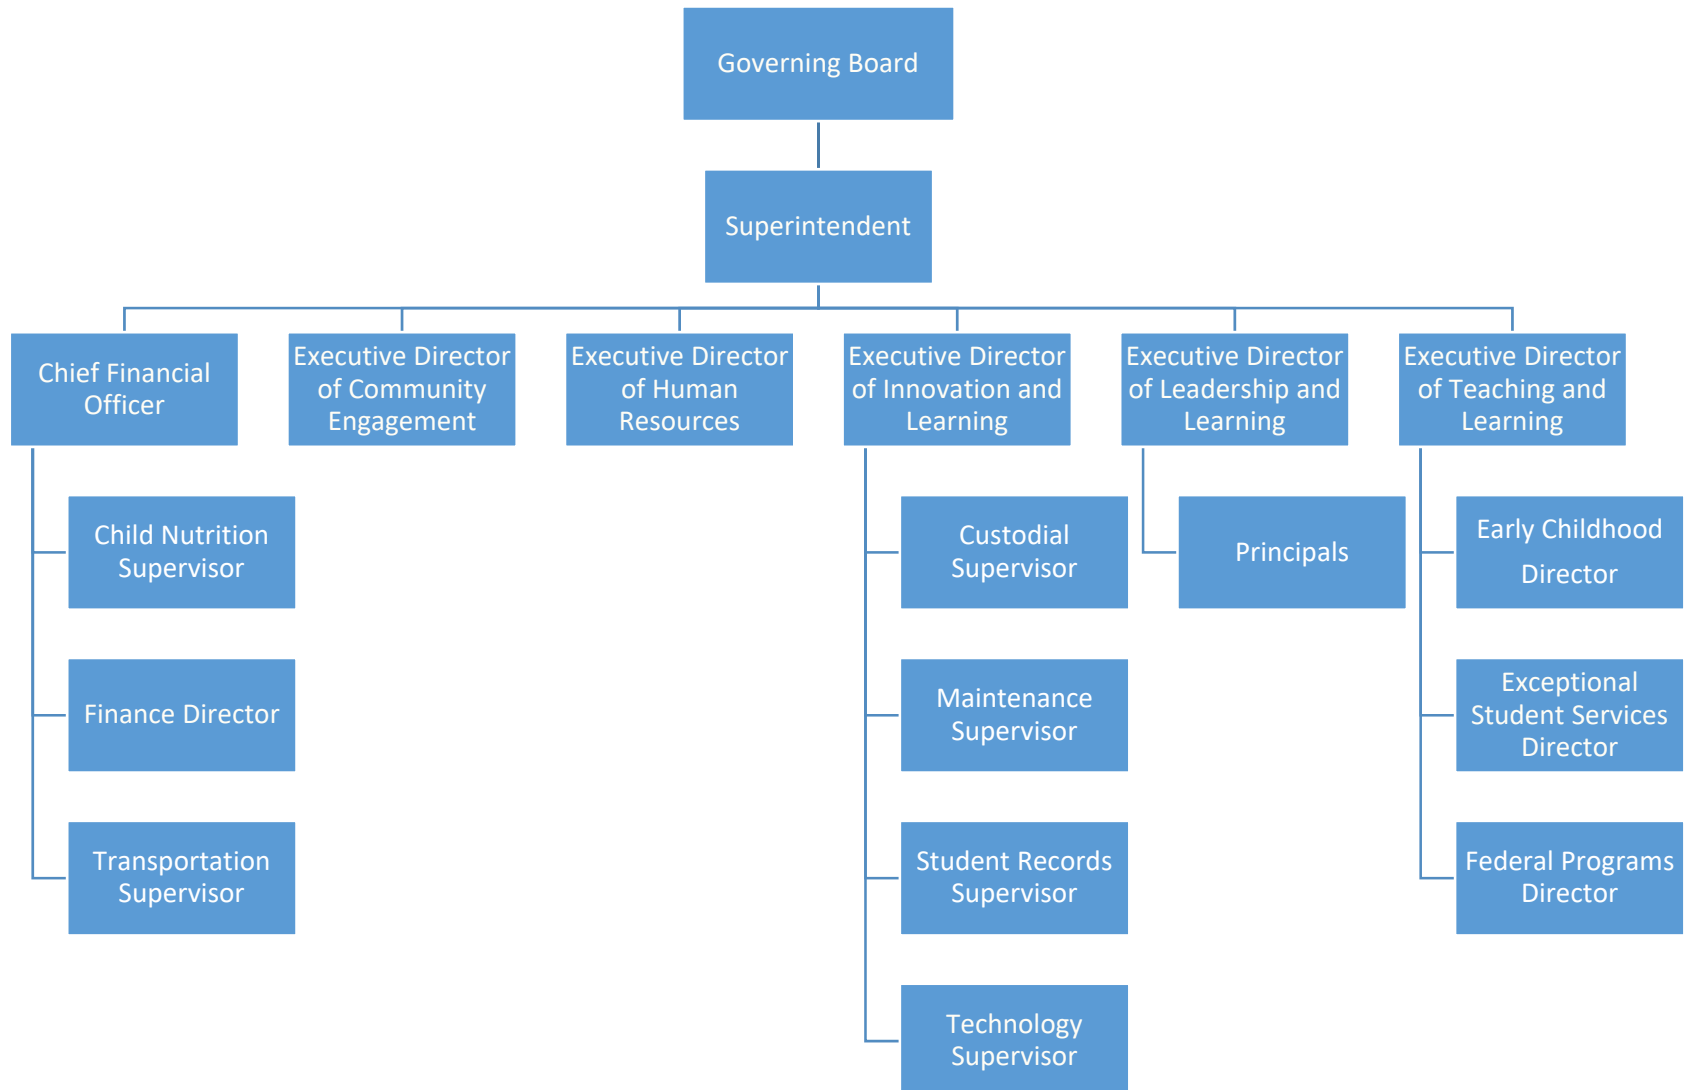 Governing Board
Superintendent
Chief Financial
Officer
Executive Director
of Community
Engagement
Executive Director
of Human
Resources
Executive Director
of Innovation and
Learning
Executive Director
of Leadership and
Learning
Executive Director
of Teaching and
Learning
Child Nutrition
Supervisor
Finance Director
Transportation
Supervisor
Custodial
Supervisor
Maintenance
Supervisor
Student Records
Supervisor
Technology
Supervisor
Principals
Early Childhood
Director
Exceptional
Student Services
Director
Federal Programs
Director